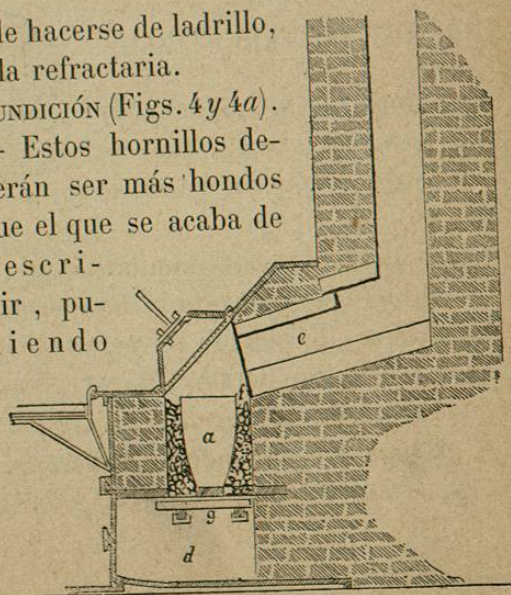 le hacerse de ladrillo,
la refractaria.
UNDICIÓN (Figs. 4 y 4a).
- Estos hornillos de-
erán ser más hondos
ue el que se acaba de
escri-
ir, pu-
iendo
e
f
a
g
d